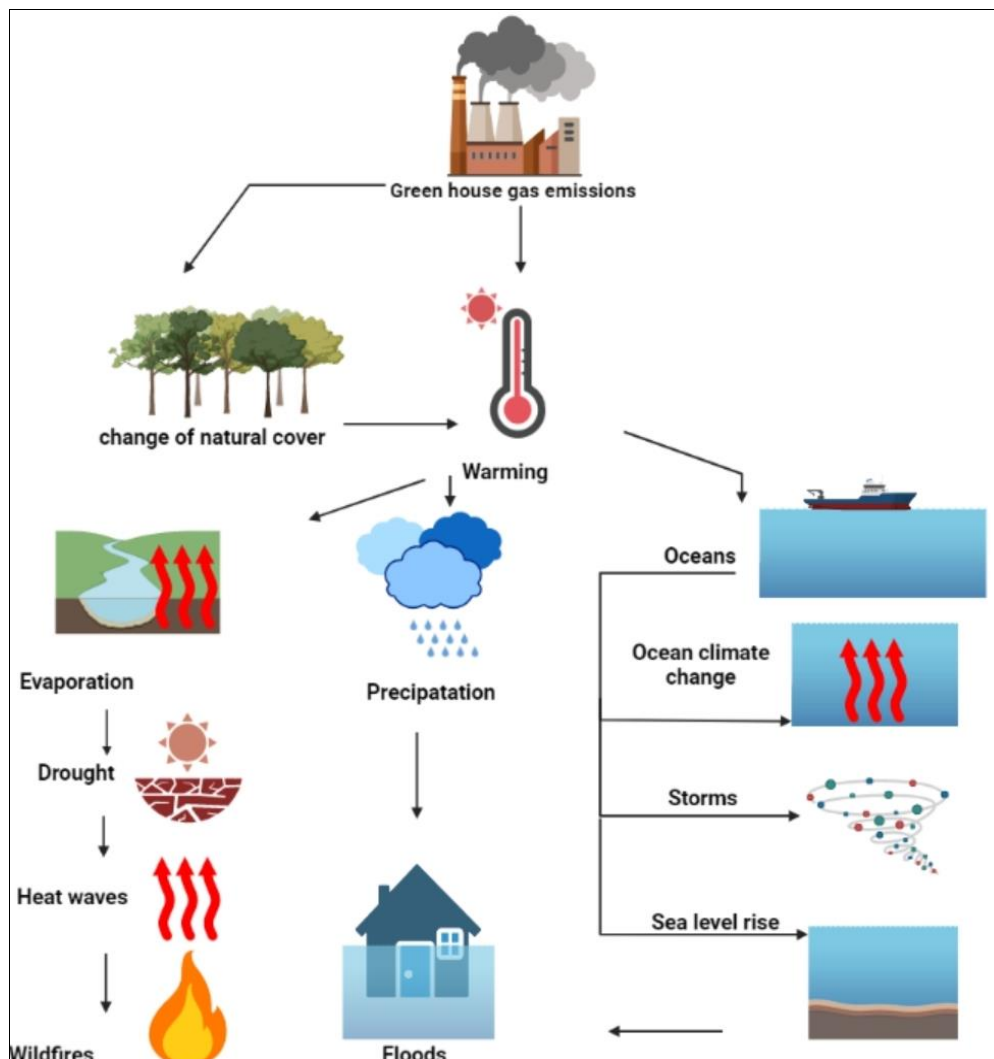 Green house gas emissions
change of natural cover
Warming
Oceans
Ocean climate
change
Evaporation
Precipatation
Drought
Storms
Heat waves
Sea level rise
Wildfires
Floods